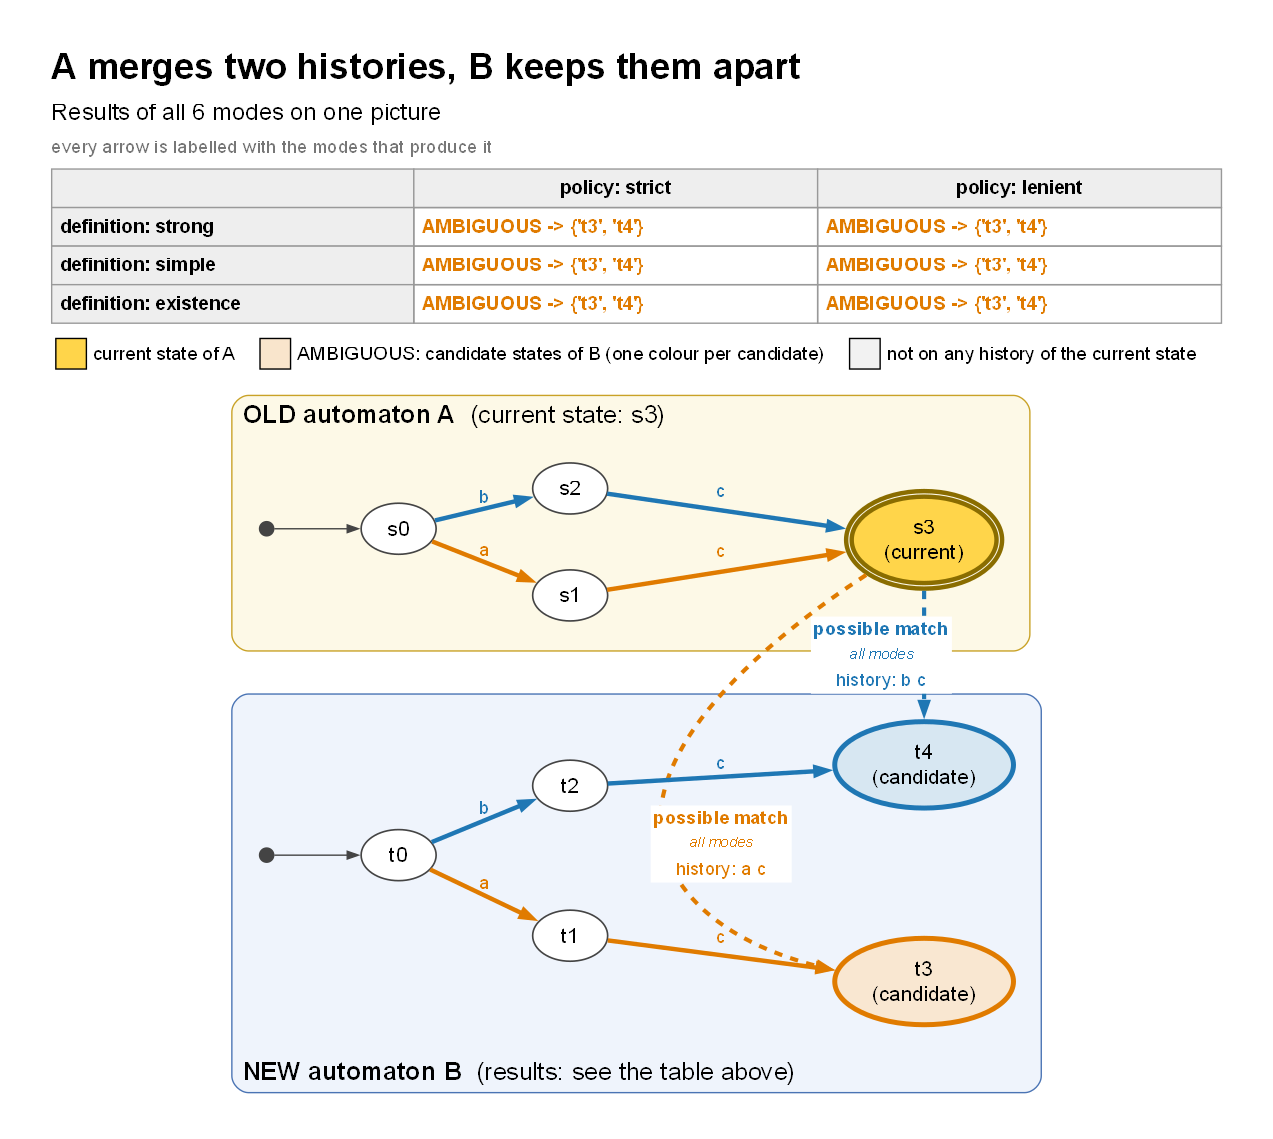 A merges two histories, B keeps them apart
Results of all 6 modes on one picture
every arrow is labelled with the modes that produce it
policy: strict policy: lenient
definition: strong AMBIGUOUS -> {'t3', 't4'} AMBIGUOUS -> {'t3', 't4'}
definition: simple AMBIGUOUS -> {'t3', 't4'} AMBIGUOUS -> {'t3', 't4'}
definition: existence AMBIGUOUS -> {'t3', 't4'} AMBIGUOUS -> {'t3', 't4'}
current state of A AMBIGUOUS: candidate states of B (one colour per candidate) not on any history of the current state
OLD automaton A (current state: s3)
s0
b
s2
c
a
s1
c
s3
(current)
possible match
all modes
history: b c
t0
b
t2
c
t4
(candidate)
possible match
all modes
history: a c
a
t1
c
t3
(candidate)
NEW automaton B (results: see the table above)